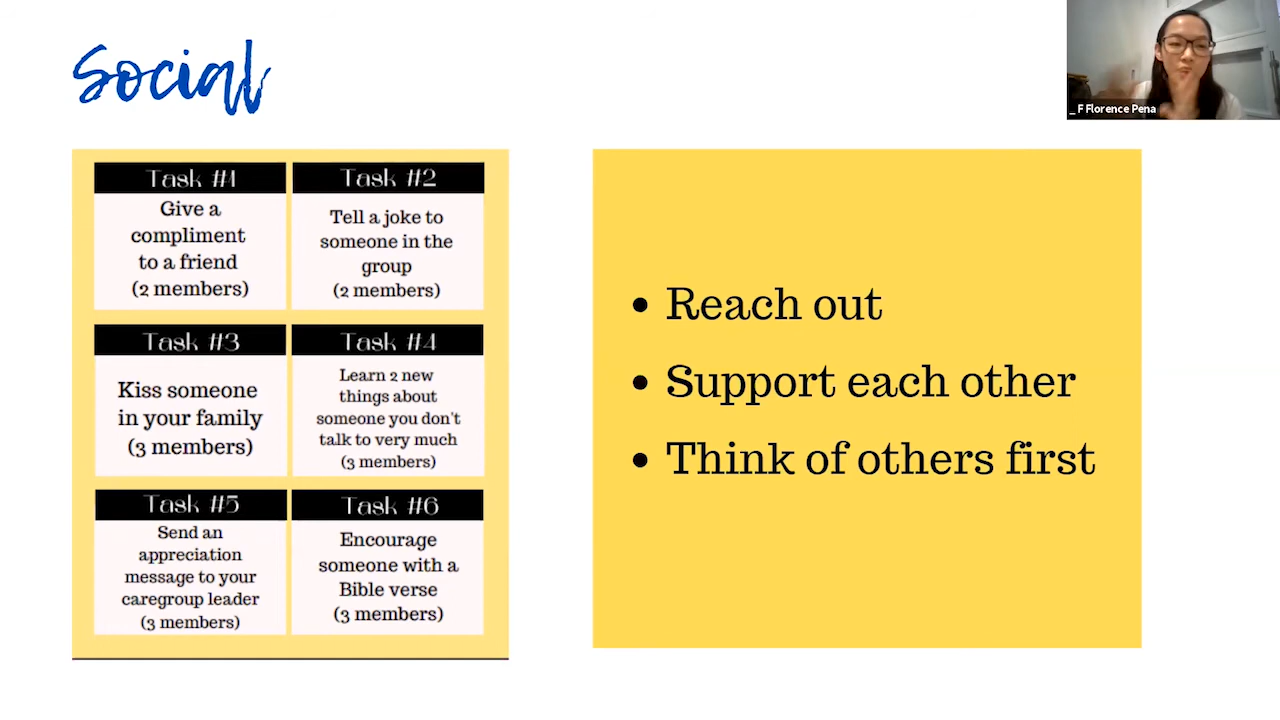 Social
Task #1
Give a
compliment
to a friend
(2 members)
Task #2
Tell a joke to
someone in the
group
(2 members)
Task #3
Kiss someone
in your family
(3 members)
Task #4
Learn 2 new
things about
someone you don't
talk to very much
(3 members)
Task #5
Send an
appreciation
message to your
caregroup leader
(3 members)
Task #6
Encourage
someone with a
Bible verse
(3 members)
• Reach out
• Support each other
• Think of others first
_ F Florence Pena